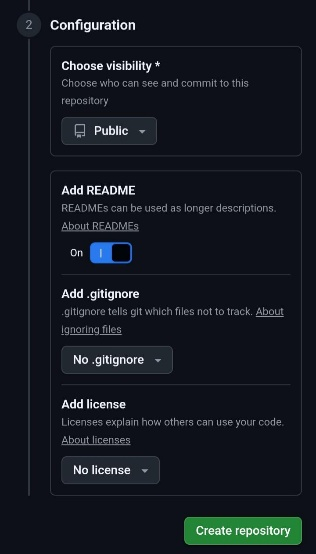 2
Configuration
Choose visibility *
Choose who can see and commit to this
repository
Public
Add README
READMEs can be used as longer descriptions.
About READMEs
On
Add .gitignore
.gitignore tells git which files not to track. About
ignoring files
No .gitignore
Add license
Licenses explain how others can use your code.
About licenses
No license
Create repository